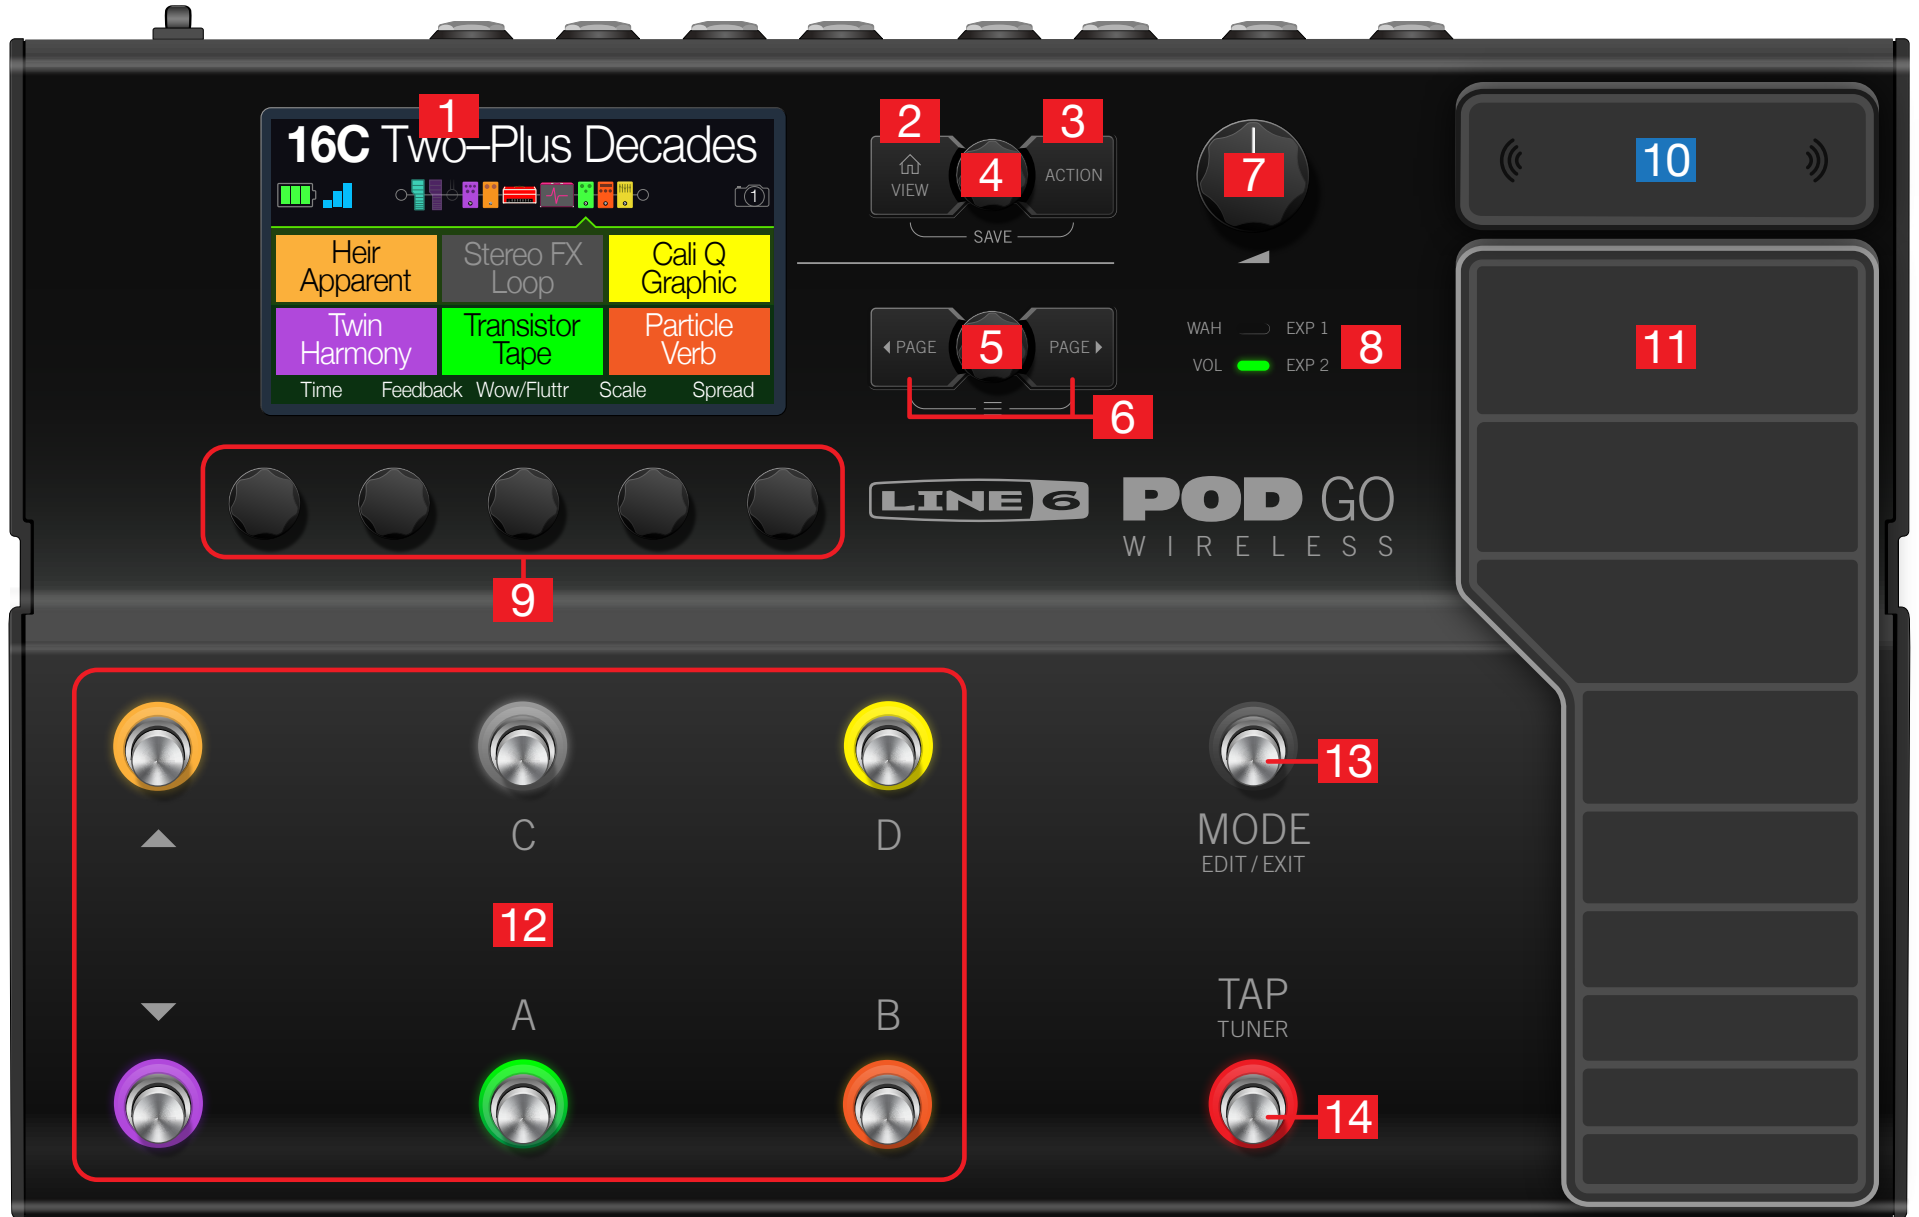 1
16C Two–Plus Decades
1
Heir Apparent
Stereo FX Loop
Cali Q Graphic
Twin Harmony
Transistor Tape
Particle Verb
Time Feedback Wow/Fluttr Scale Spread
2
3
VIEW
4
ACTION
SAVE
7
10
PAGE
5
PAGE
6
WAH EXP 1
VOL EXP 2
8
11
9
LINE 6
POD GO
WIRELESS
C
D
12
A
B
13
MODE
EDIT / EXIT
TAP
TUNER
14